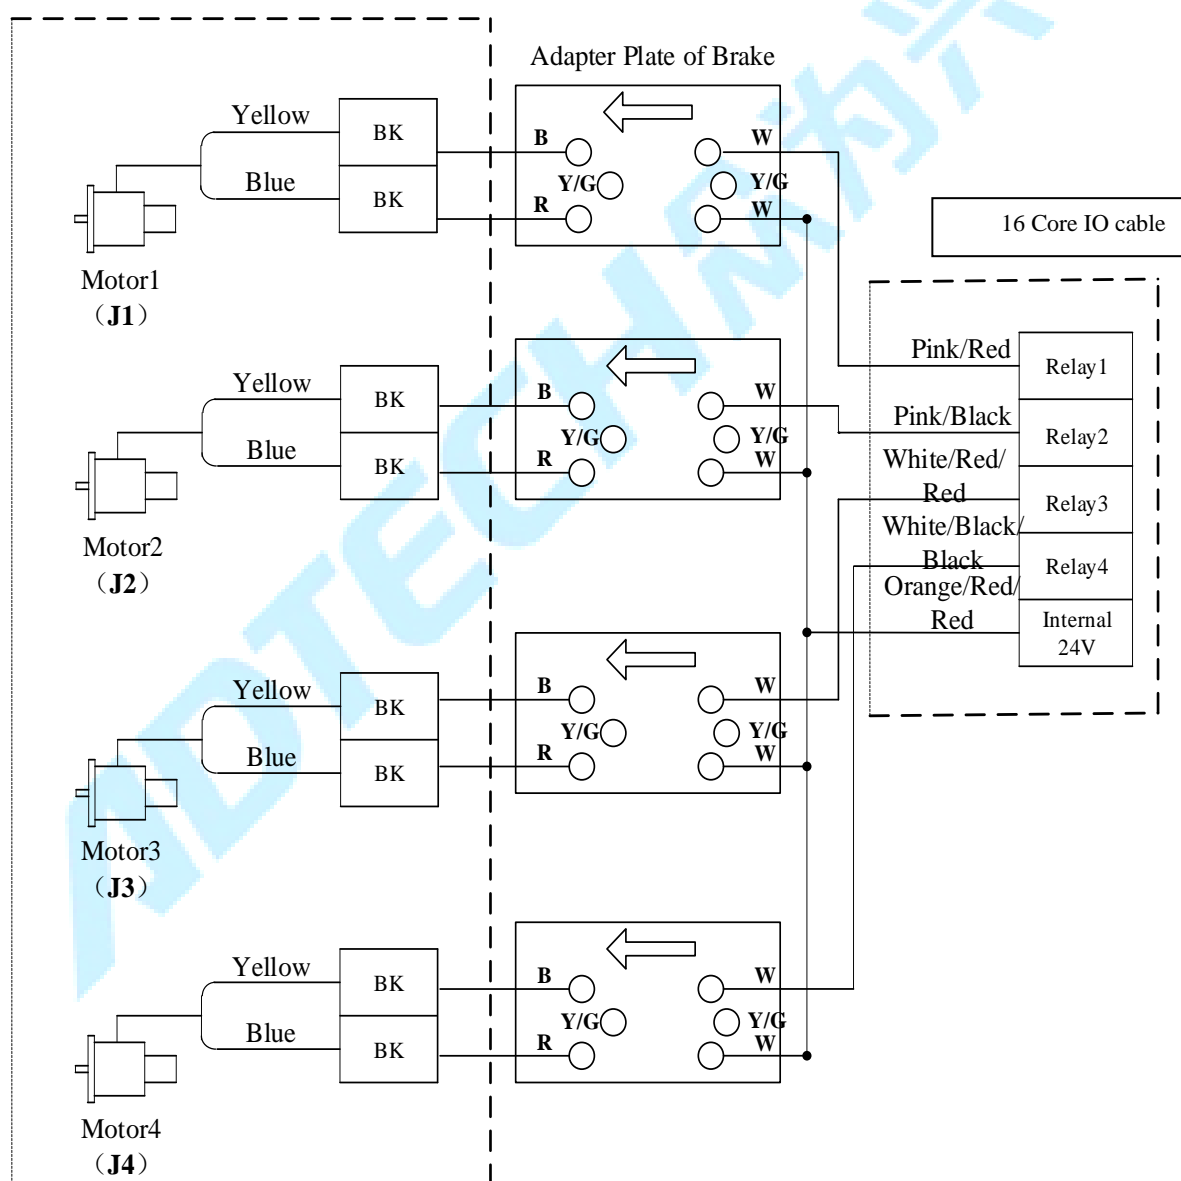 Adapter Plate of Brake
Yellow
BK
B
W
Blue
BK
Y/G
Y/G
R
W
Motor1
（J1）
16 Core IO cable
Pink/Red
Relay1
Yellow
BK
B
W
Pink/Black
Relay2
Blue
BK
Y/G
Y/G
R
W
White/Red/
Red
Relay3
Motor2
（J2）
White/Black/
Black
Relay4
Orange/Red/
Red
Internal
24V
Yellow
BK
B
W
Blue
BK
Y/G
Y/G
R
W
Motor3
（J3）
Yellow
BK
B
W
Blue
BK
Y/G
Y/G
R
W
Motor4
（J4）
ADTECH